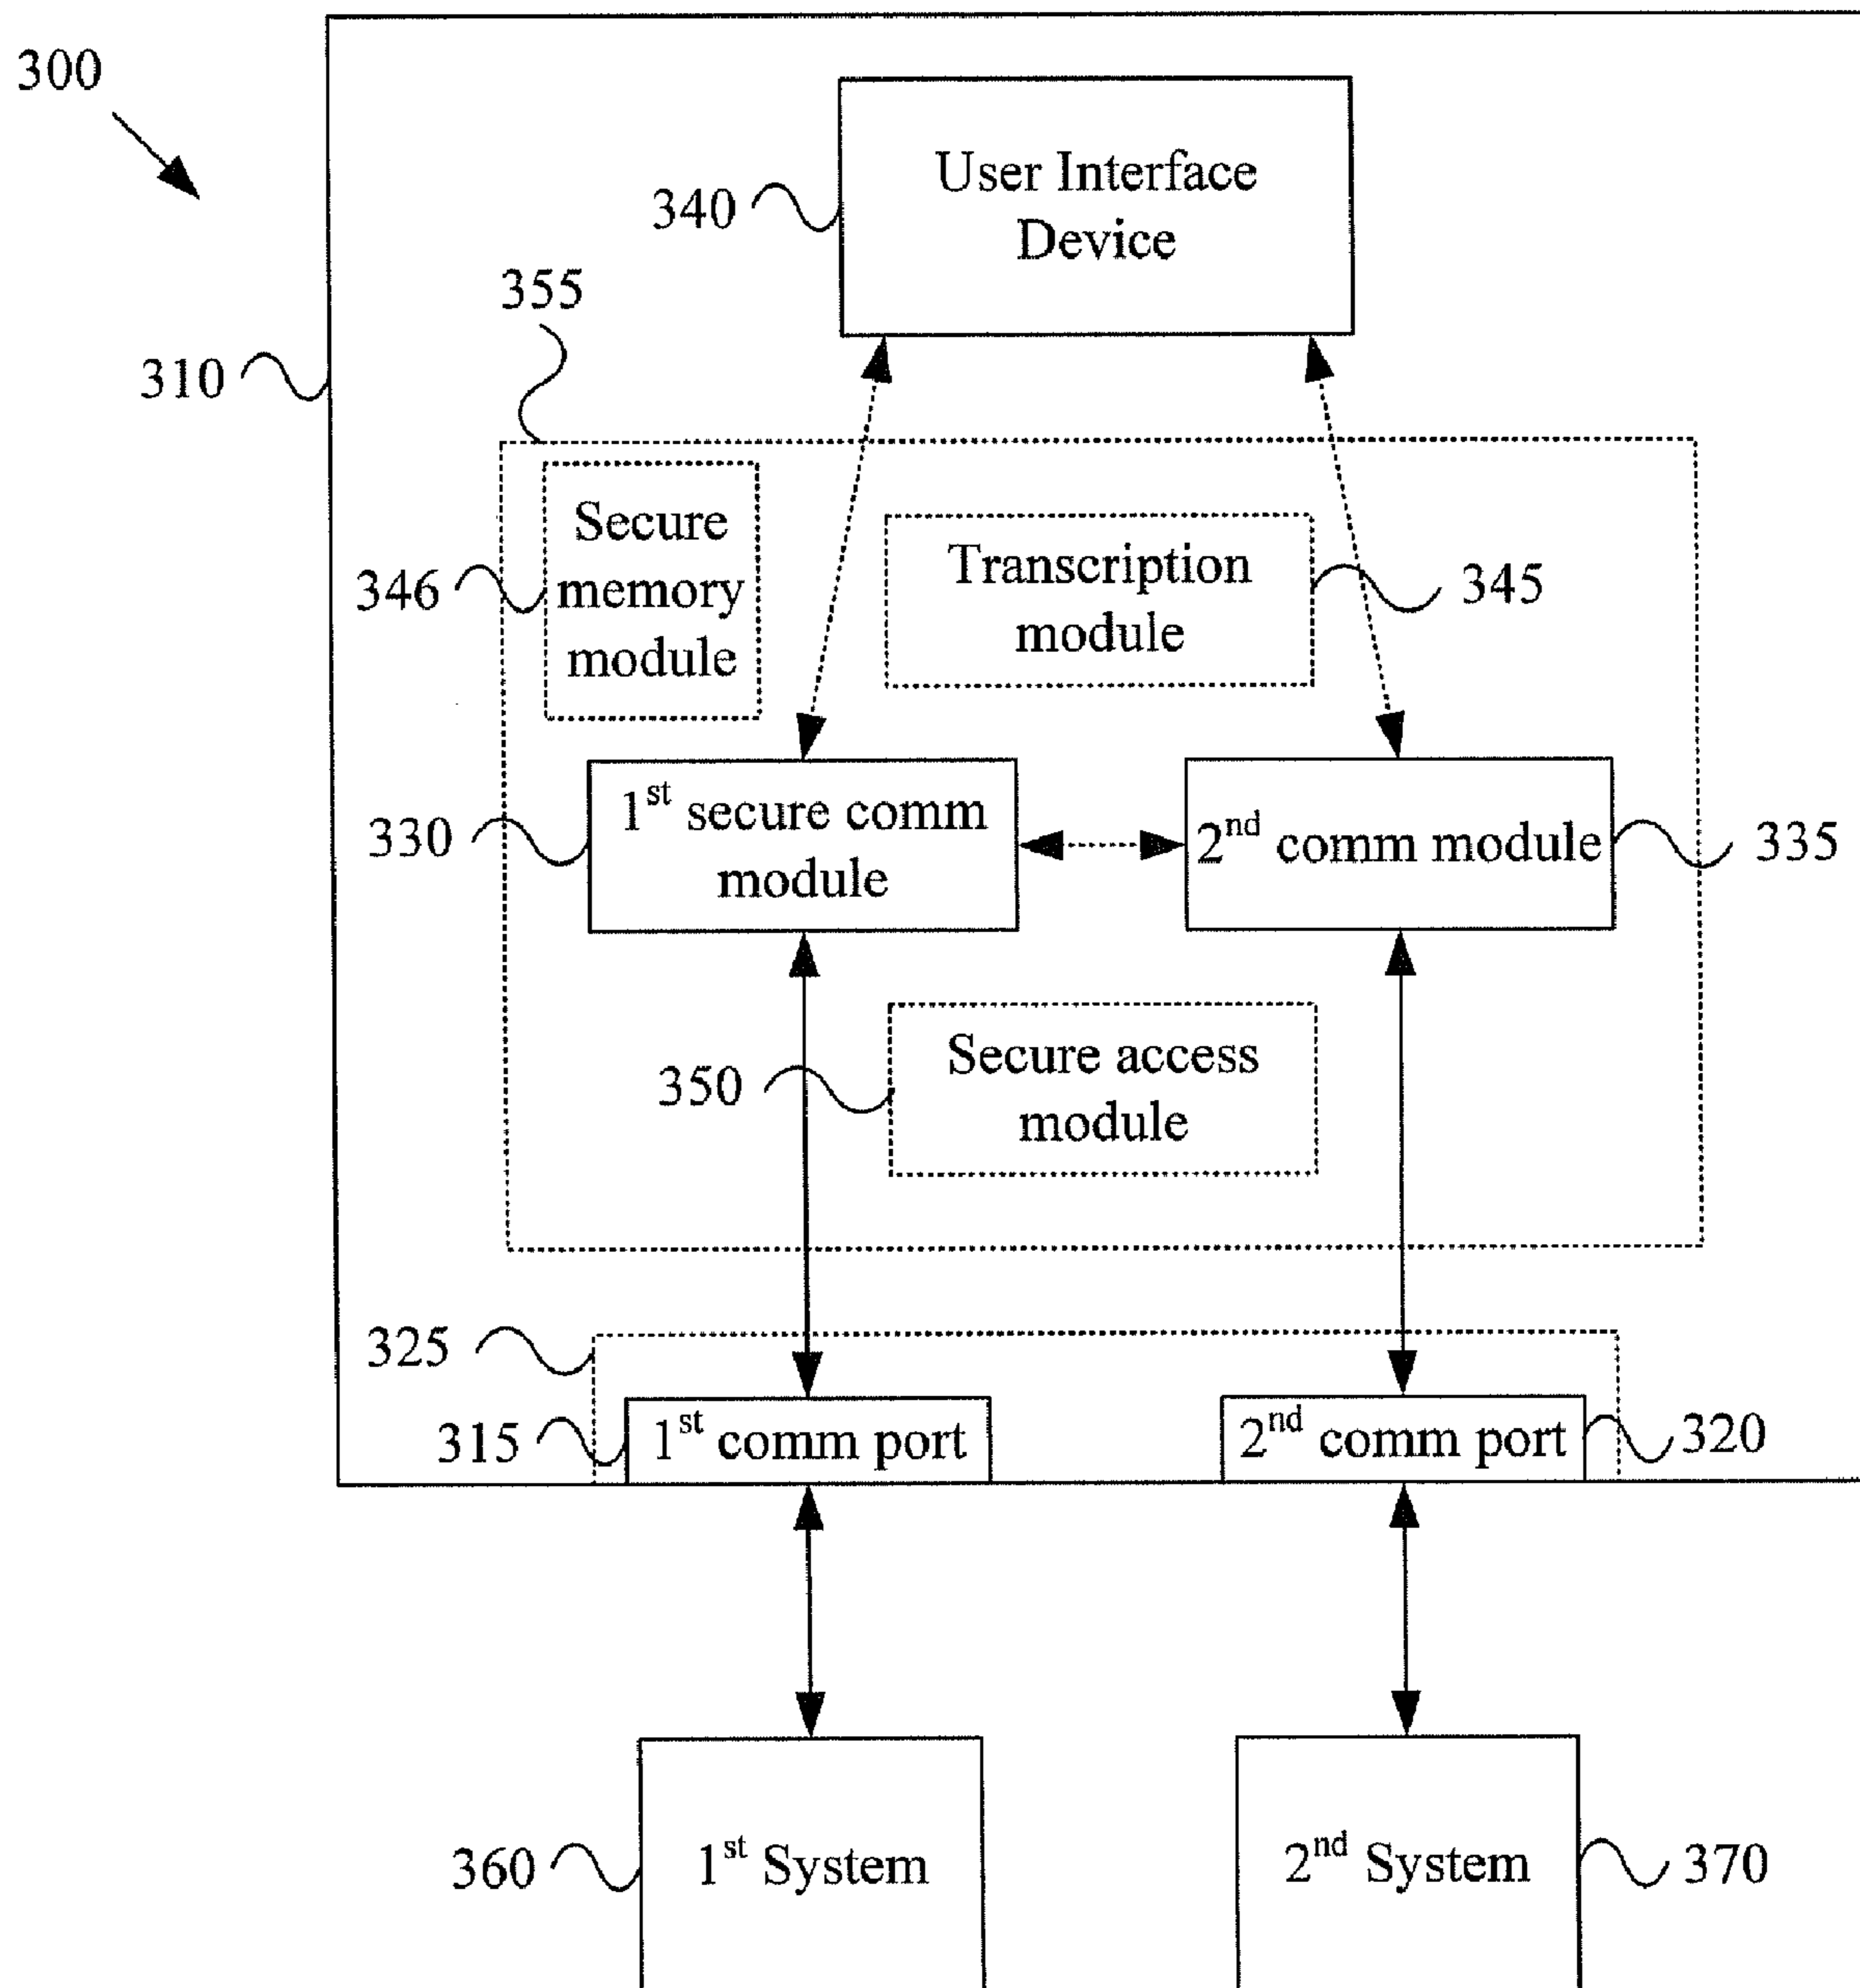 300
User Interface
Device
340
355
310
Secure
memory
module
346
Transcription
module
345
1st secure comm
module
330
2nd comm module
335
Secure access
module
350
325
315
1st comm port
2nd comm port
320
360
1st System
2nd System
370